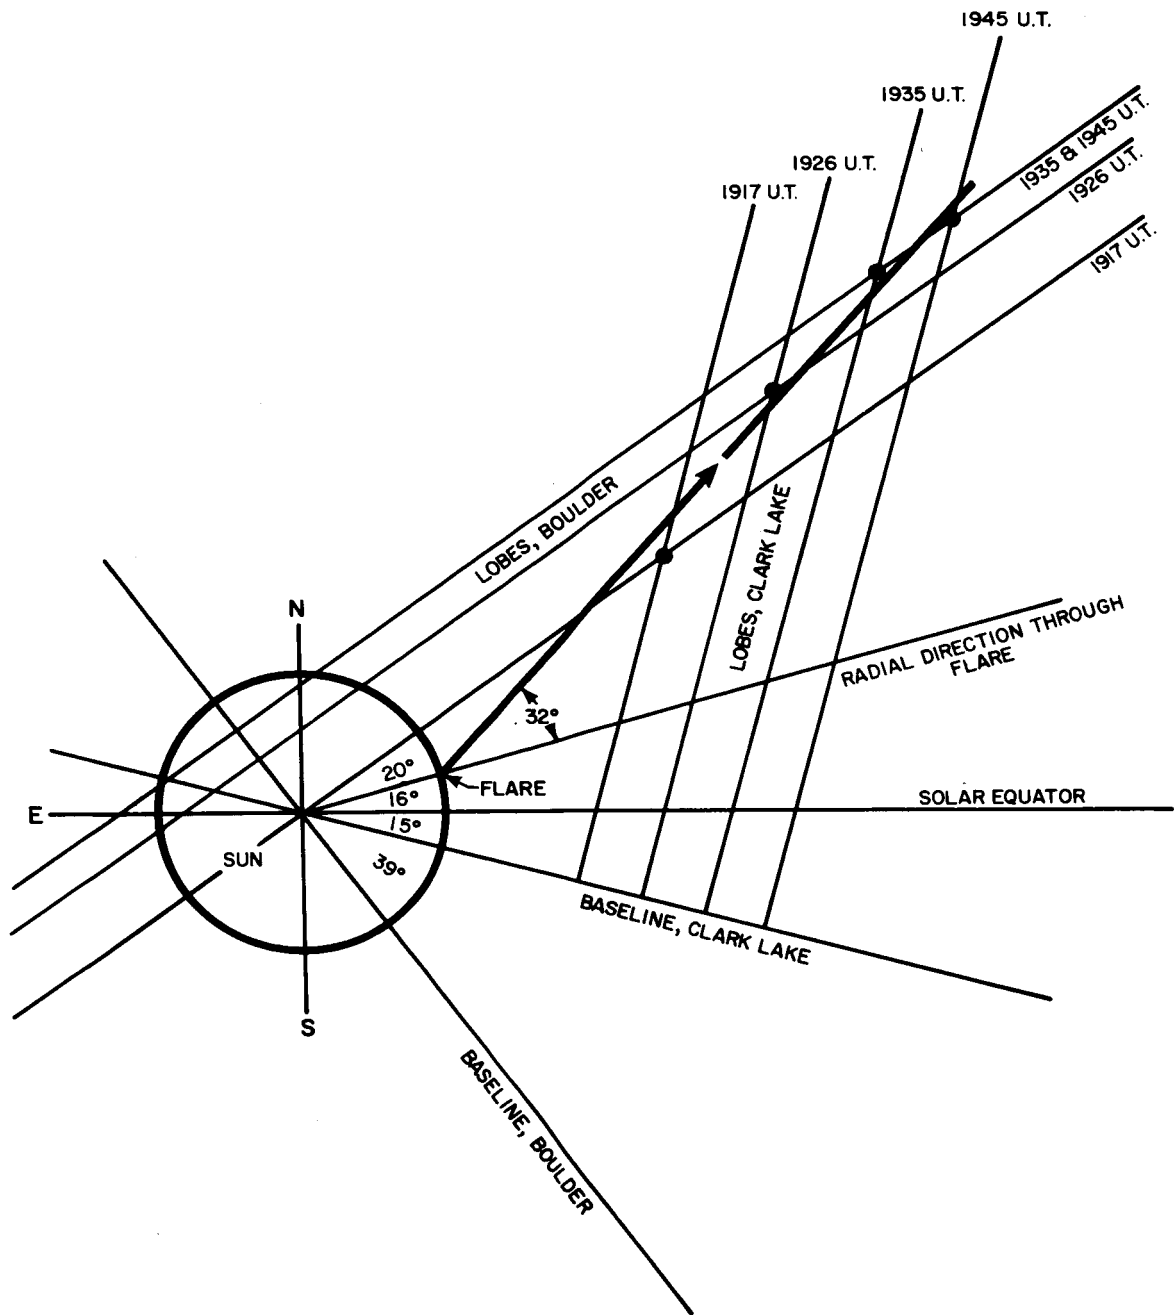 1945 U.T.
1935 U.T.
1926 U.T.
1917 U.T.
1935 & 1945 U.T.
1926 U.T.
1917 U.T.
LOBES, BOULDER
LOBES, CLARK LAKE
N
RADIAL DIRECTION THROUGH
FLARE
32°
20°
FLARE
16°
SOLAR EQUATOR
E
15°
SUN
39°
BASELINE, CLARK LAKE
S
BASELINE, BOULDER